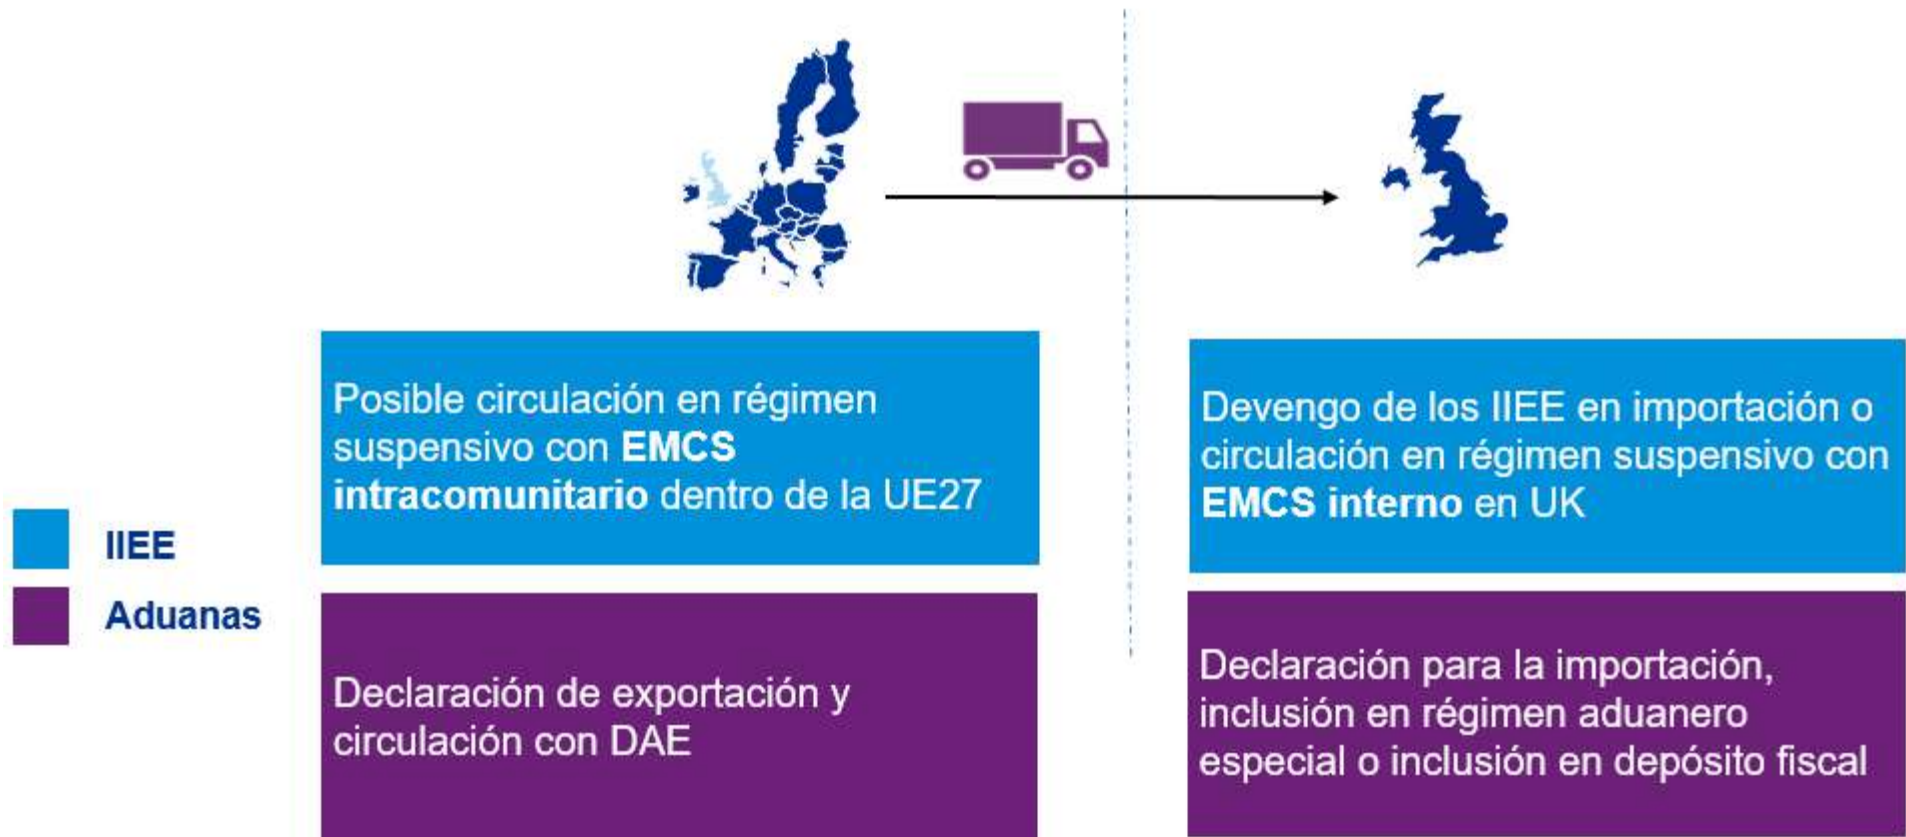 Posible circulación en régimen
suspensivo con EMCS
intracomunitario dentro de la UE27
Devengo de los IIEE en importación o
circulación en régimen suspensivo con
EMCS interno en UK
IIEE
Aduanas
Declaración de exportación y
circulación con DAE
Declaración para la importación,
inclusión en régimen aduanero
especial o inclusión en depósito fiscal